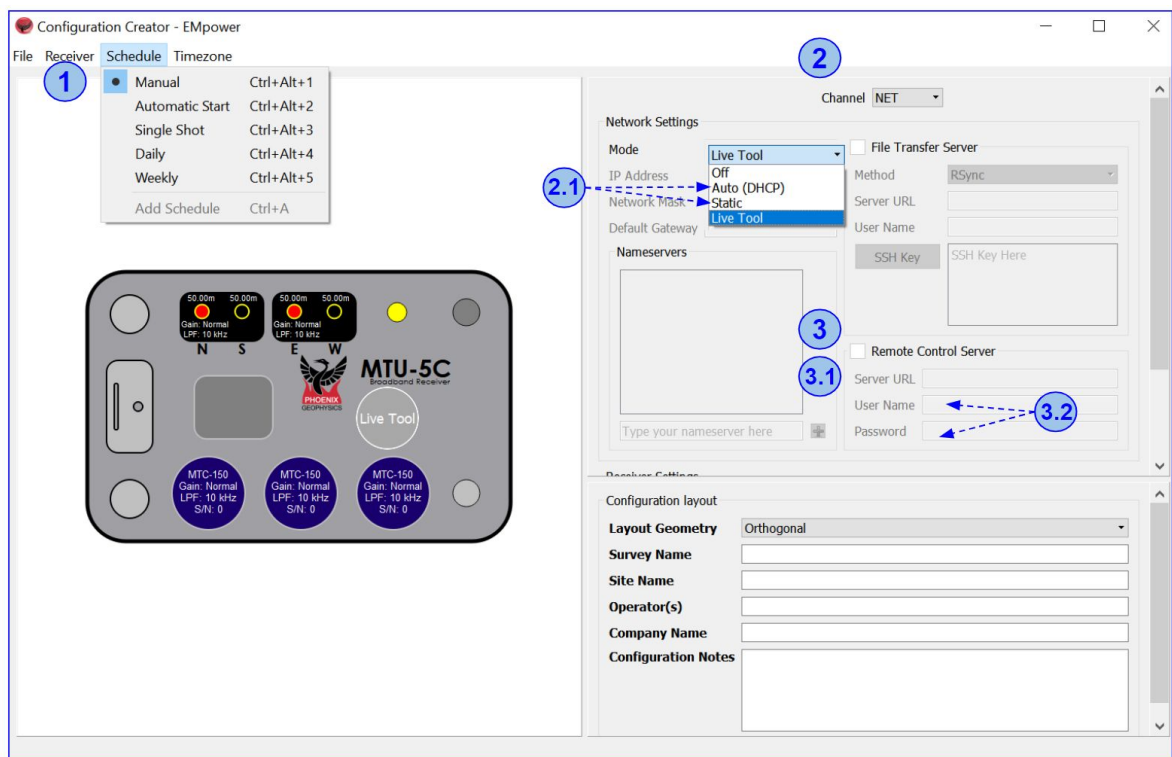 Configuration Creator - EMpower
File Receiver Schedule Timezone
1
Manual Ctrl+Alt+1
Automatic Start Ctrl+Alt+2
Single Shot Ctrl+Alt+3
Daily Ctrl+Alt+4
Weekly Ctrl+Alt+5
Add Schedule Ctrl+A
50.00m 50.00m 50.00m 50.00m
Gain: Normal Gain: Normal
LPF: 10 kHz LPF: 10 kHz
N S E W
MTU-5C
Broadband Receiver
PHOENIX
GEOPHYSICS
Live Tool
MTC-150 MTC-150 MTC-150
Gain: Normal Gain: Normal Gain: Normal
LPF: 10 kHz LPF: 10 kHz LPF: 10 kHz
S/N: 0 S/N: 0 S/N: 0
2
Channel NET
Network Settings
Mode Live Tool
Off
Auto (DHCP)
Static
Live Tool
2.1
IP Address
Network Mask
Default Gateway
Nameservers
Type your nameserver here
File Transfer Server
Method RSync
Server URL
User Name
SSH Key SSH Key Here
3
Remote Control Server
3.1
Server URL
User Name
3.2
Password
Receiver Settings
Configuration layout
Layout Geometry Orthogonal
Survey Name
Site Name
Operator(s)
Company Name
Configuration Notes